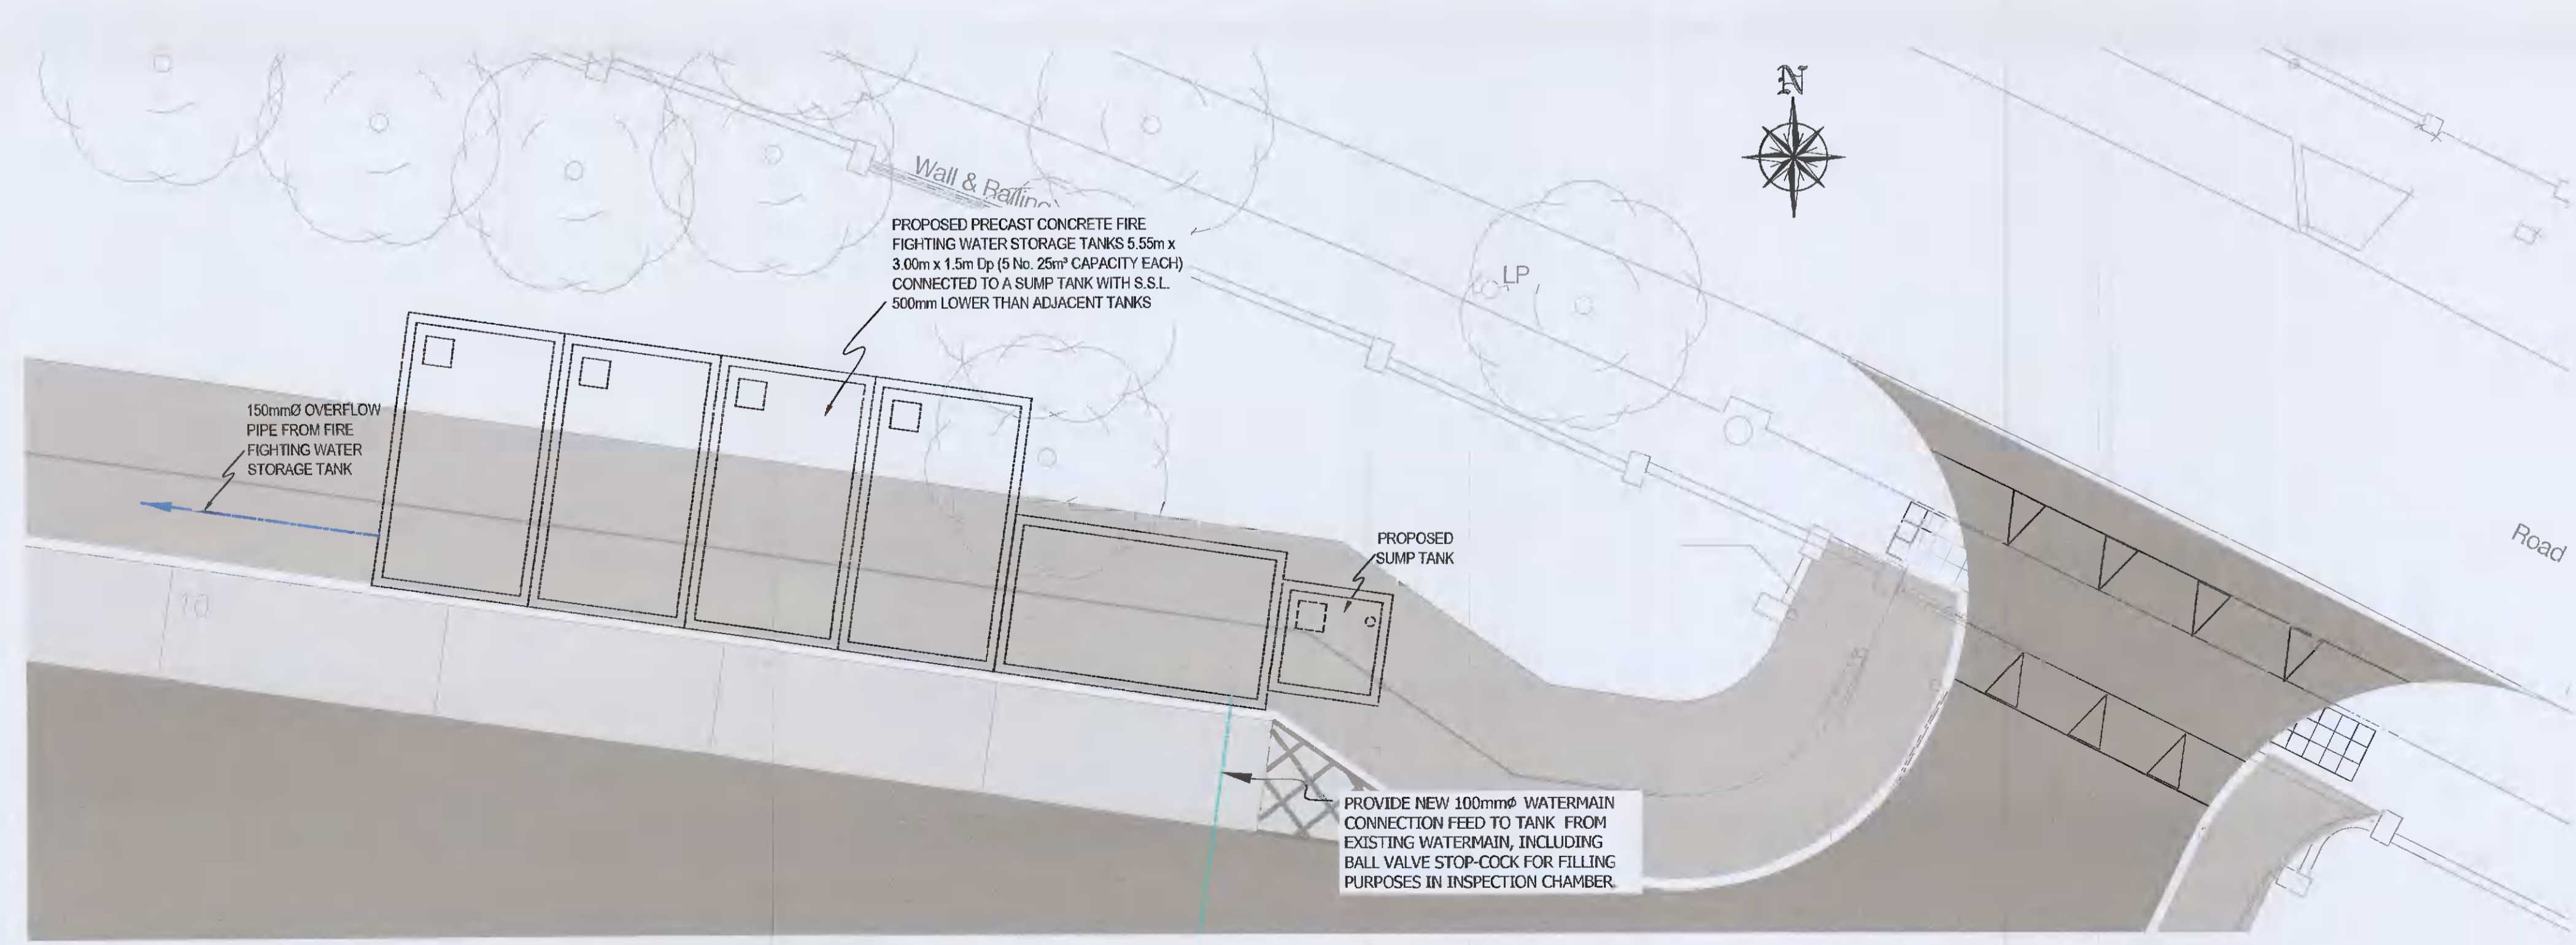 N
Wall & Railing
PROPOSED PRECAST CONCRETE FIRE
FIGHTING WATER STORAGE TANKS 5.55m x
3.00m x 1.5m Dp (5 No. 25m³ CAPACITY EACH)
CONNECTED TO A SUMP TANK WITH S.S.L.
500mm LOWER THAN ADJACENT TANKS
LP
150mmØ OVERFLOW
PIPE FROM FIRE
FIGHTING WATER
STORAGE TANK
PROPOSED
SUMP TANK
Road
10
PROVIDE NEW 100mmØ WATERMAIN
CONNECTION FEED TO TANK FROM
EXISTING WATERMAIN, INCLUDING
BALL VALVE STOP-COCK FOR FILLING
PURPOSES IN INSPECTION CHAMBER.